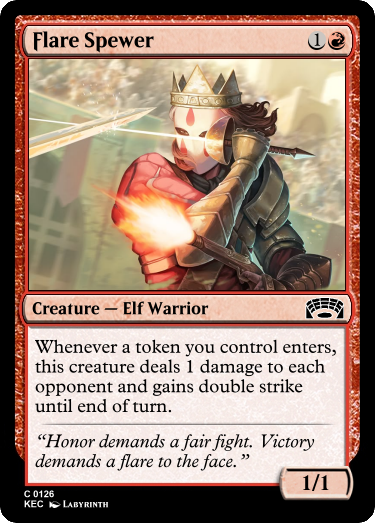 Flare Spewer 1
Creature — Elf Warrior
Whenever a token you control enters,
this creature deals 1 damage to each
opponent and gains double strike
until end of turn.
“Honor demands a fair fight. Victory
demands a flare to the face.”
1/1
C 0126
KEC Labyrinth